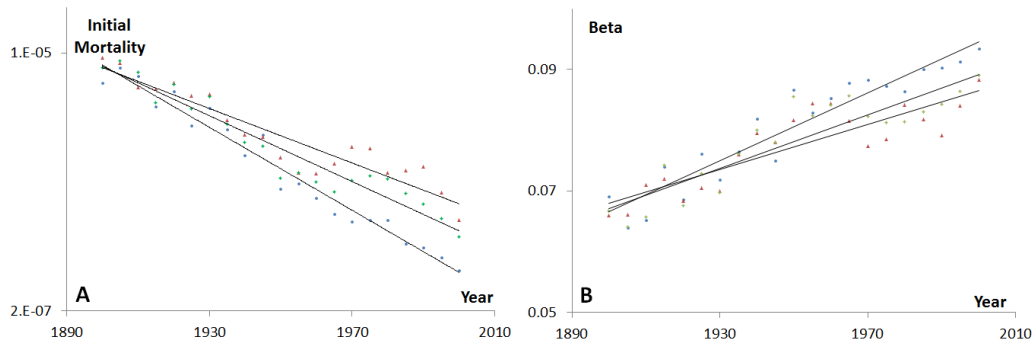 Initial
Mortality
1.E-05
A
Year
2.E-07
1890
1930
1970
2010
Beta
0.09
0.07
B
Year
0.05
1890
1930
1970
2010